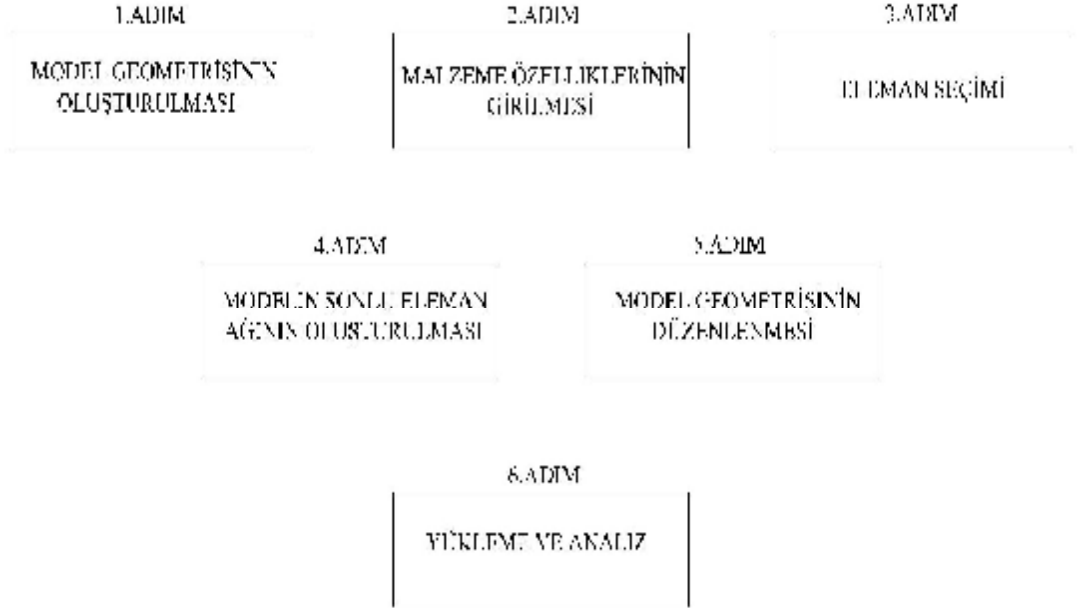 1.ADIM
2.ADIM
3.ADIM
MODEL GEOMETRİSİNİN
OLUŞTURULMASI
MALZEME ÖZELLİKLERİNİN
GİRİLMESİ
ELEMAN SEÇİMİ
4.ADIM
5.ADIM
MODELİN SONLU ELEMAN
AĞININ OLUŞTURULMASI
MODEL GEOMETRİSİNİN
DÜZENLENMESİ
6.ADIM
YÜKLEME VE ANALİZ